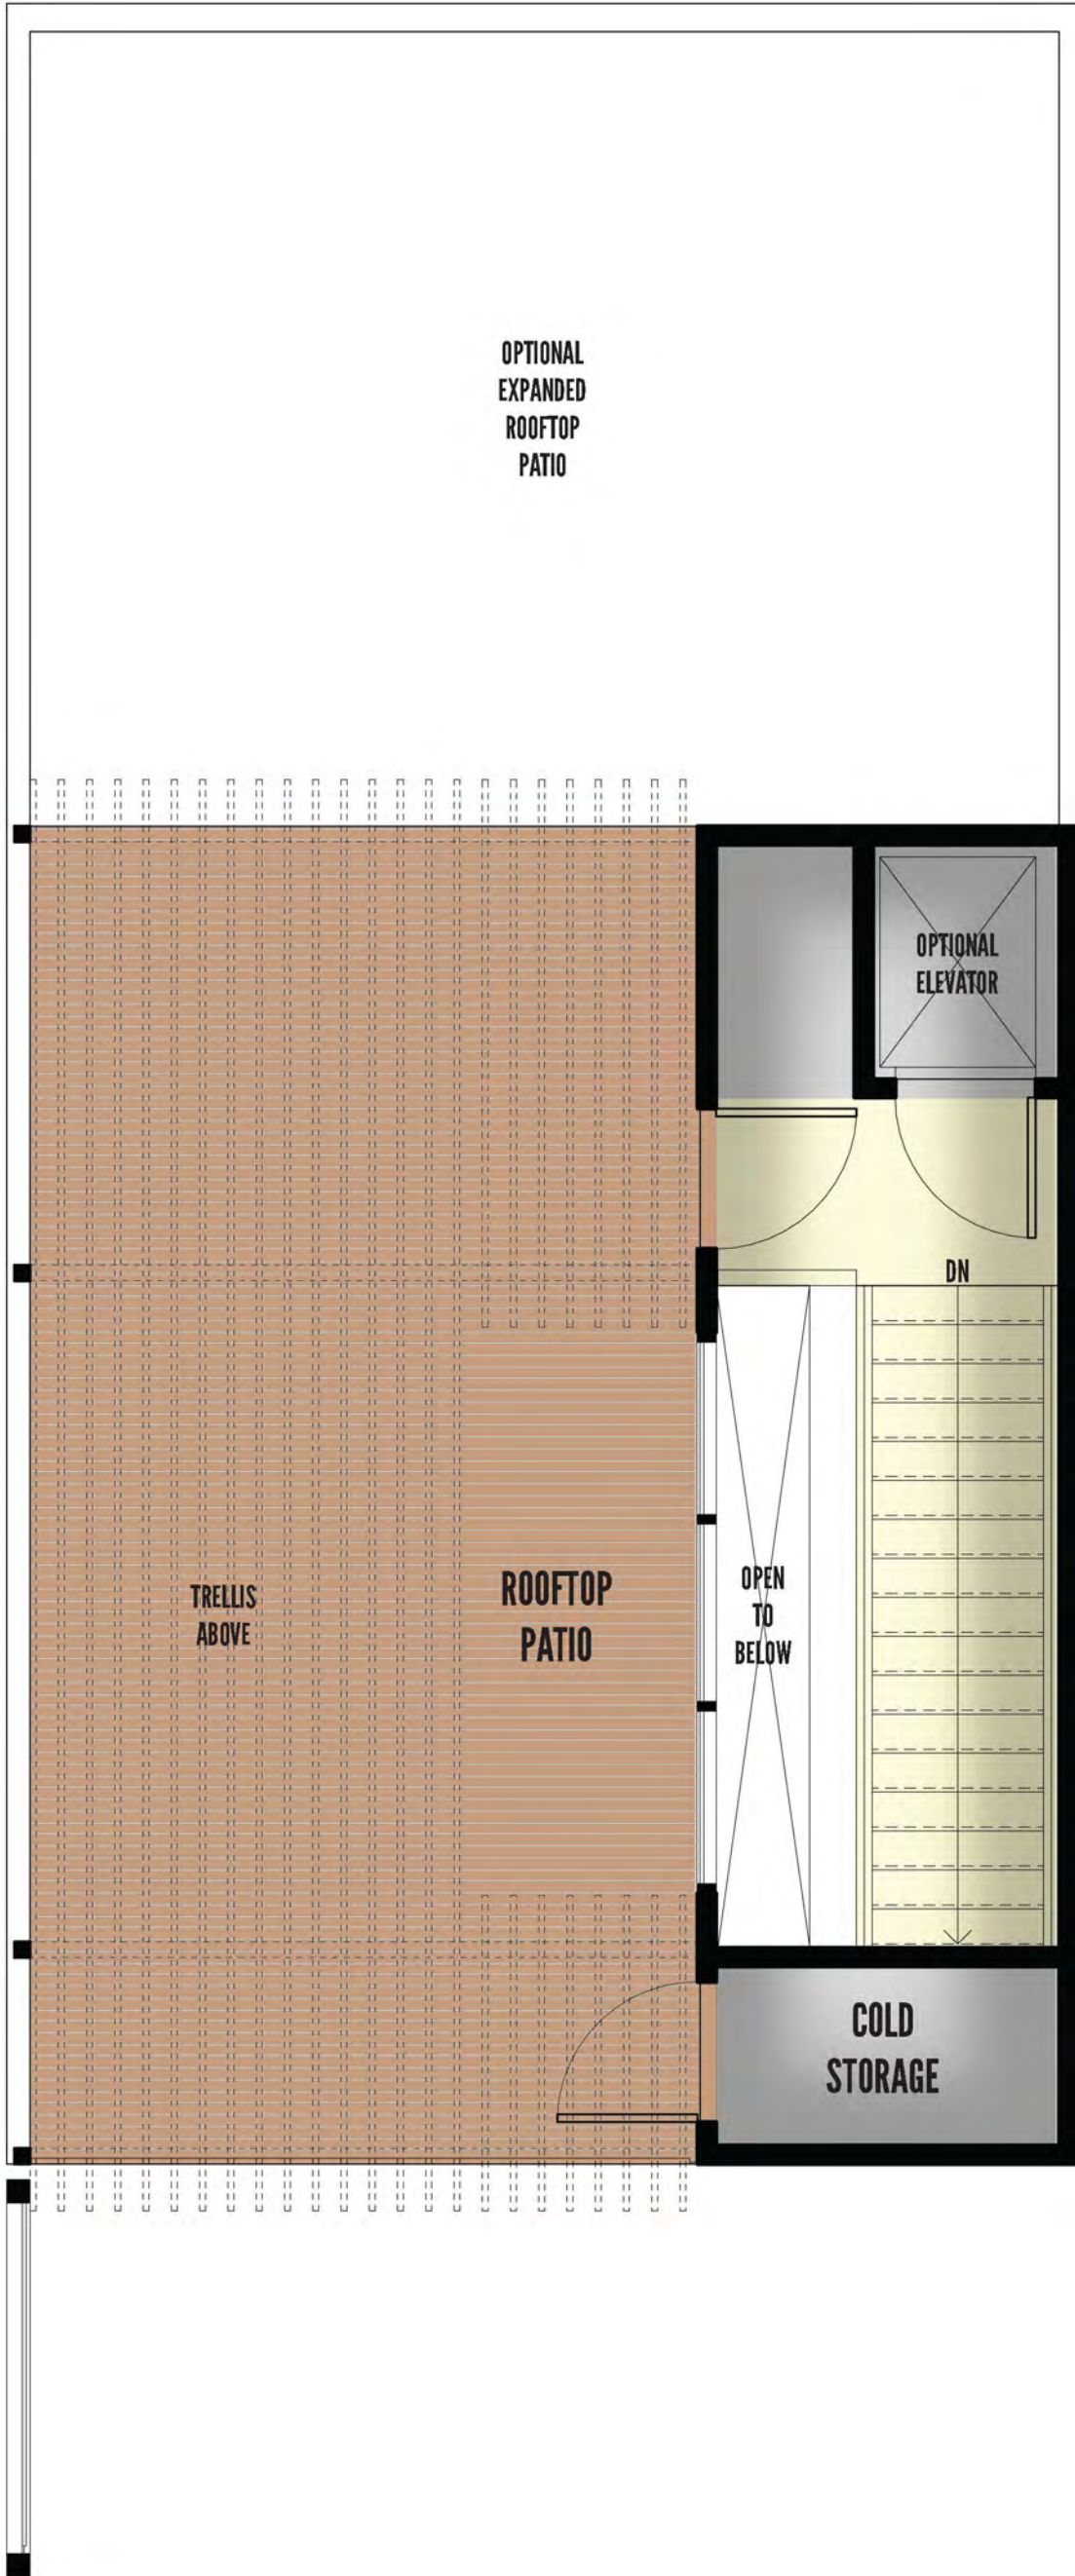 OPTIONAL
EXPANDED
ROOFTOP
PATIO
OPTIONAL
ELEVATOR
DN
TRELLIS
ABOVE
ROOFTOP
PATIO
OPEN
TO
BELOW
COLD
STORAGE